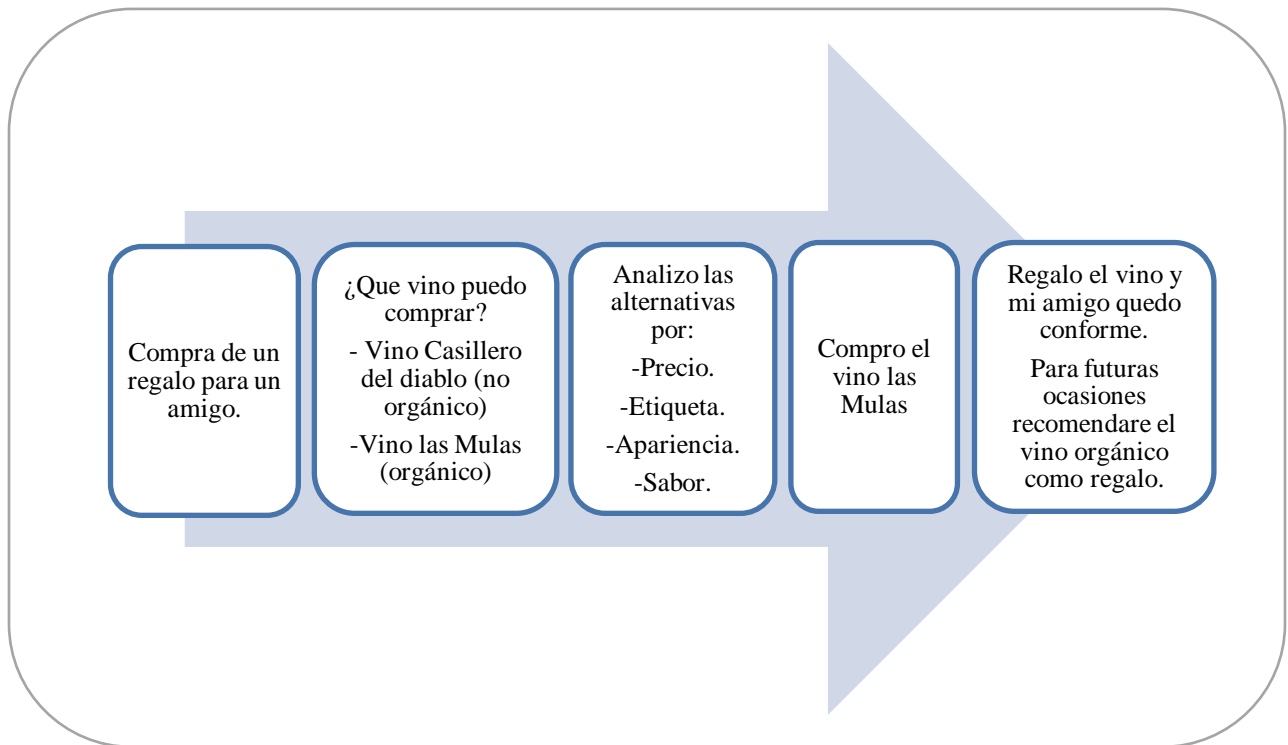 Compra de un
regalo para un
amigo.
¿Que vino puedo
comprar?
- Vino Casillero
del diablo (no
orgánico)
-Vino las Mulas
(orgánico)
Analizo las
alternativas
por:
-Precio.
-Etiqueta.
-Apariencia.
-Sabor.
Compro el
vino las
Mulas
Regalo el vino y
mi amigo quedo
conforme.
Para futuras
ocasiones
recomendare el
vino orgánico
como regalo.